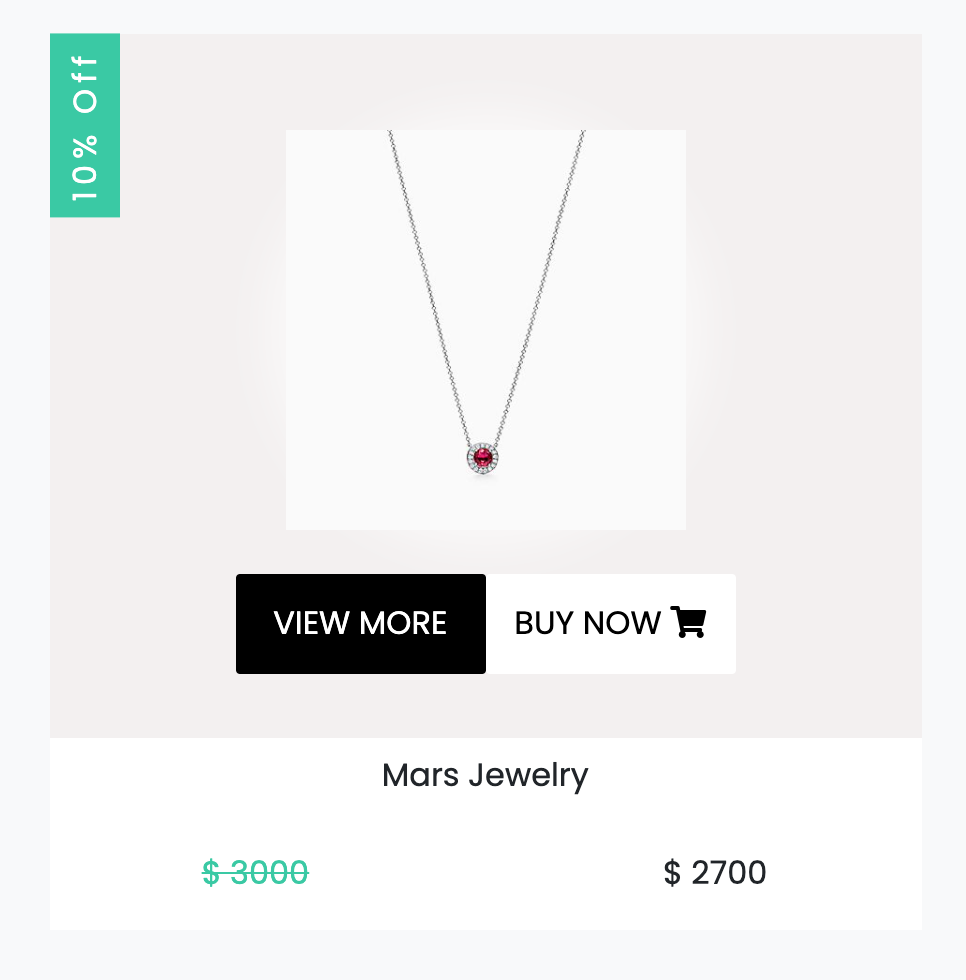 10% Off
VIEW MORE
BUY NOW
Mars Jewelry
$ 3000
$ 2700